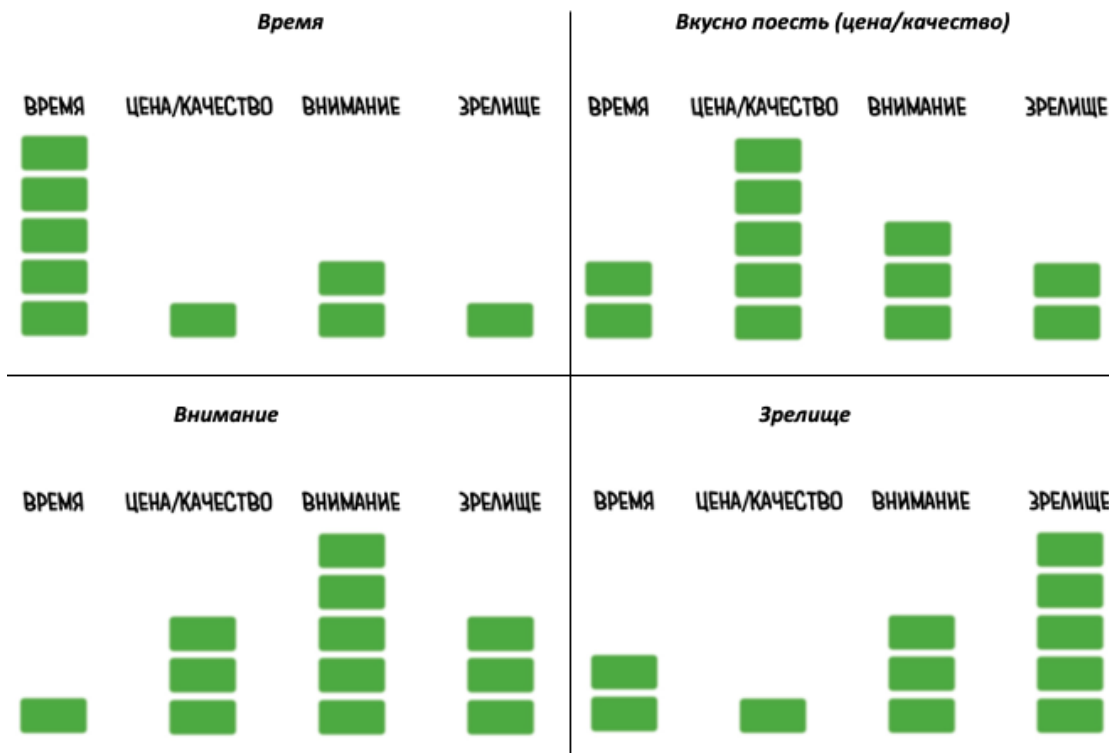 Время
Вкусно поесть (цена/качество)
ВРЕМЯ ЦЕНА/КАЧЕСТВО ВНИМАНИЕ ЗРЕЛИЩЕ
ВРЕМЯ ЦЕНА/КАЧЕСТВО ВНИМАНИЕ ЗРЕЛИЩЕ
Внимание
Зрелище
ВРЕМЯ ЦЕНА/КАЧЕСТВО ВНИМАНИЕ ЗРЕЛИЩЕ
ВРЕМЯ ЦЕНА/КАЧЕСТВО ВНИМАНИЕ ЗРЕЛИЩЕ